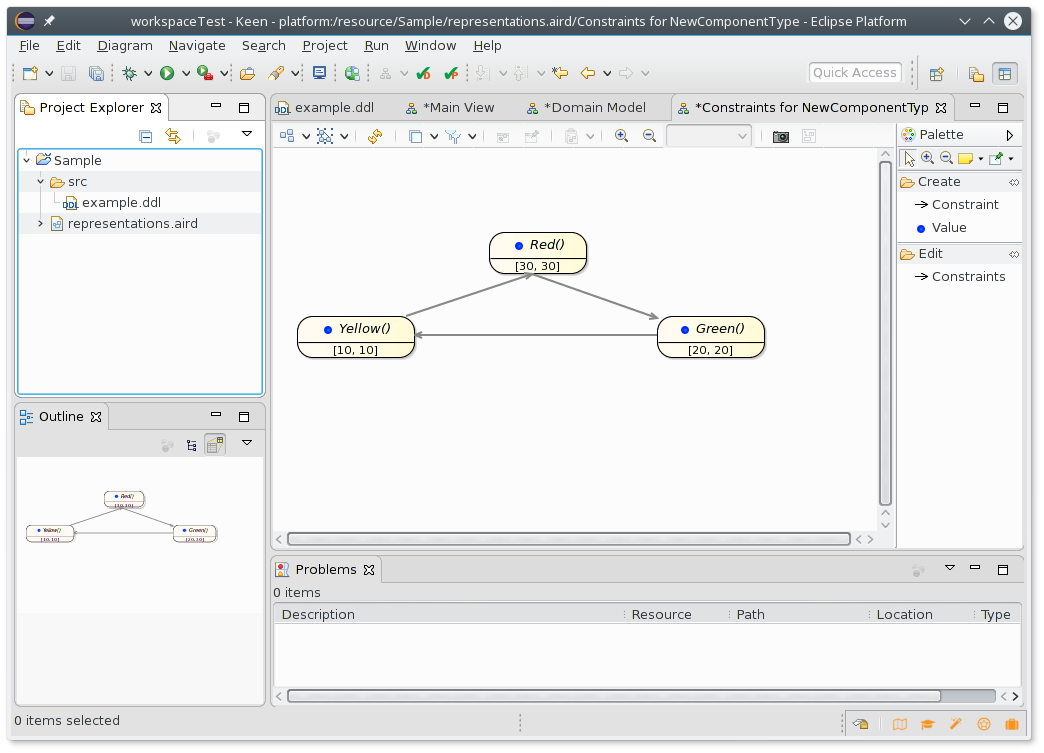 workspaceTest - Keen - platform:/resource/Sample/representations.aird/Constraints for NewComponentType - Eclipse Platform
File Edit Diagram Navigate Search Project Run Window Help
Quick Access
Project Explorer
Sample
src
example.ddl
representations.aird
Outline
Red()
[30, 30]
Yellow()
[10, 10]
Green()
[20, 20]
0 items selected
example.ddl *Main View *Domain Model *Constraints for NewComponentTyp
Red()
[30, 30]
Yellow()
[10, 10]
Green()
[20, 20]
Palette
Create
Constraint
Value
Edit
Constraints
Problems
0 items
Description Resource Path Location Type